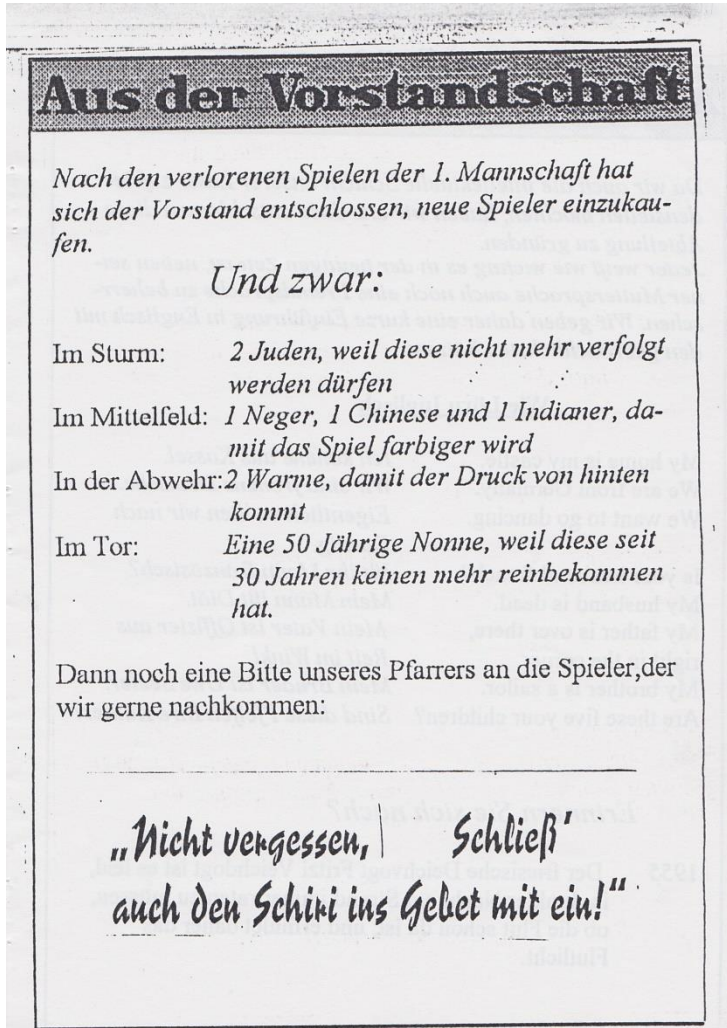 Aus der Vorstandschaft
Nach den verlorenen Spielen der 1. Mannschaft hat
sich der Vorstand entschlossen, neue Spieler einzukau-
fen.
Und zwar:
Im Sturm: 2 Juden, weil diese nicht mehr verfolgt
werden dürfen
Im Mittelfeld: 1 Neger, 1 Chinese und 1 Indianer, da-
mit das Spiel farbiger wird
In der Abwehr: 2 Warme, damit der Druck von hinten
kommt
Im Tor: Eine 50 Jährige Nonne, weil diese seit
30 Jahren keinen mehr reinbekommen
hat.
Dann noch eine Bitte unseres Pfarrers an die Spieler,der
wir gerne nachkommen:
„Nicht vergessen, Schließ'
auch den Schiri ins Gebet mit ein!“